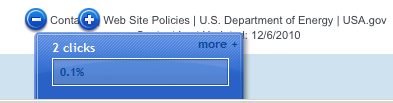 Conta Web Site Policies | U.S. Department of Energy | USA.gov
Updated: 12/6/2010
2 clicks
more +
0.1%